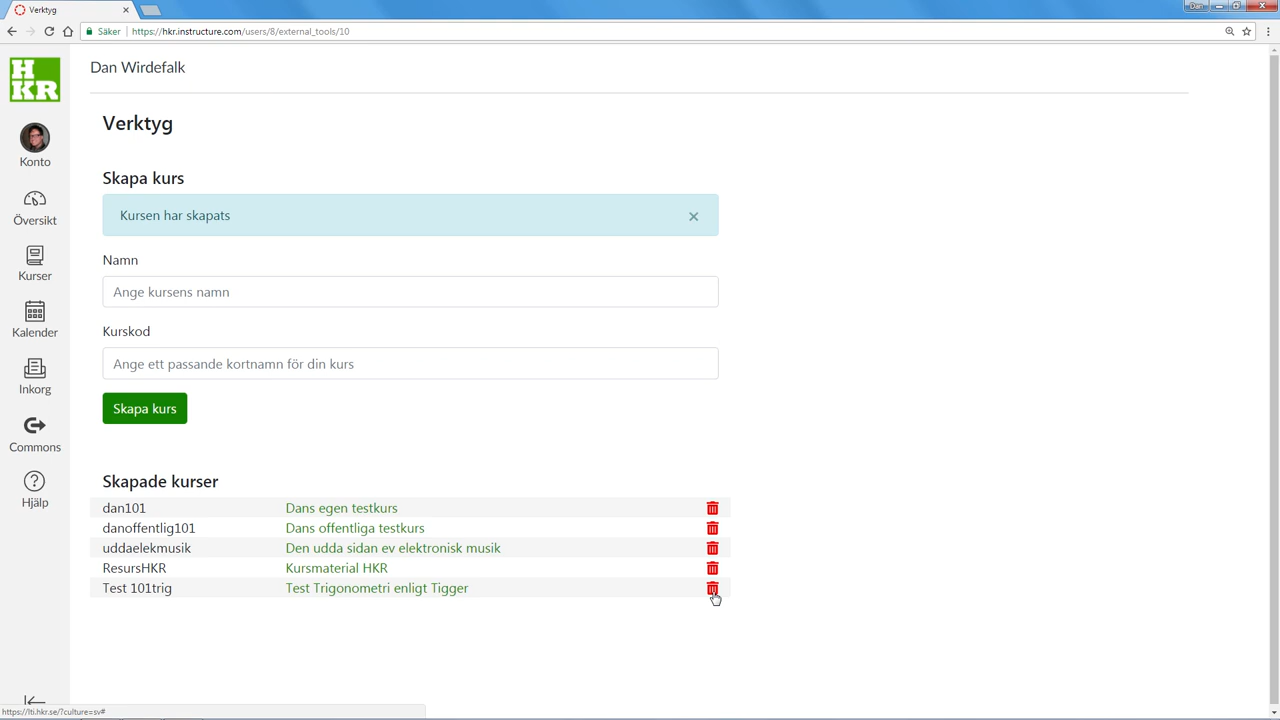 Verktyg
Dan
Säker
https://hkr.instructure.com/users/8/external_tools/10
H
KR
Dan Wirdefalk
Verktyg
Konto
Översikt
Kurser
Kalender
Inkorg
Commons
Hjälp
Skapa kurs
Kursen har skapats
Namn
Ange kursens namn
Kurskod
Ange ett passande kortnamn för din kurs
Skapa kurs
Skapade kurser
dan101 Dans egen testkurs
danoffentlig101 Dans offentliga testkurs
uddaelekmusik Den udda sidan ev elektronisk musik
ResursHKR Kursmaterial HKR
Test 101trig Test Trigonometri enligt Tigger
https://lti.hkr.se/?culture=sv#